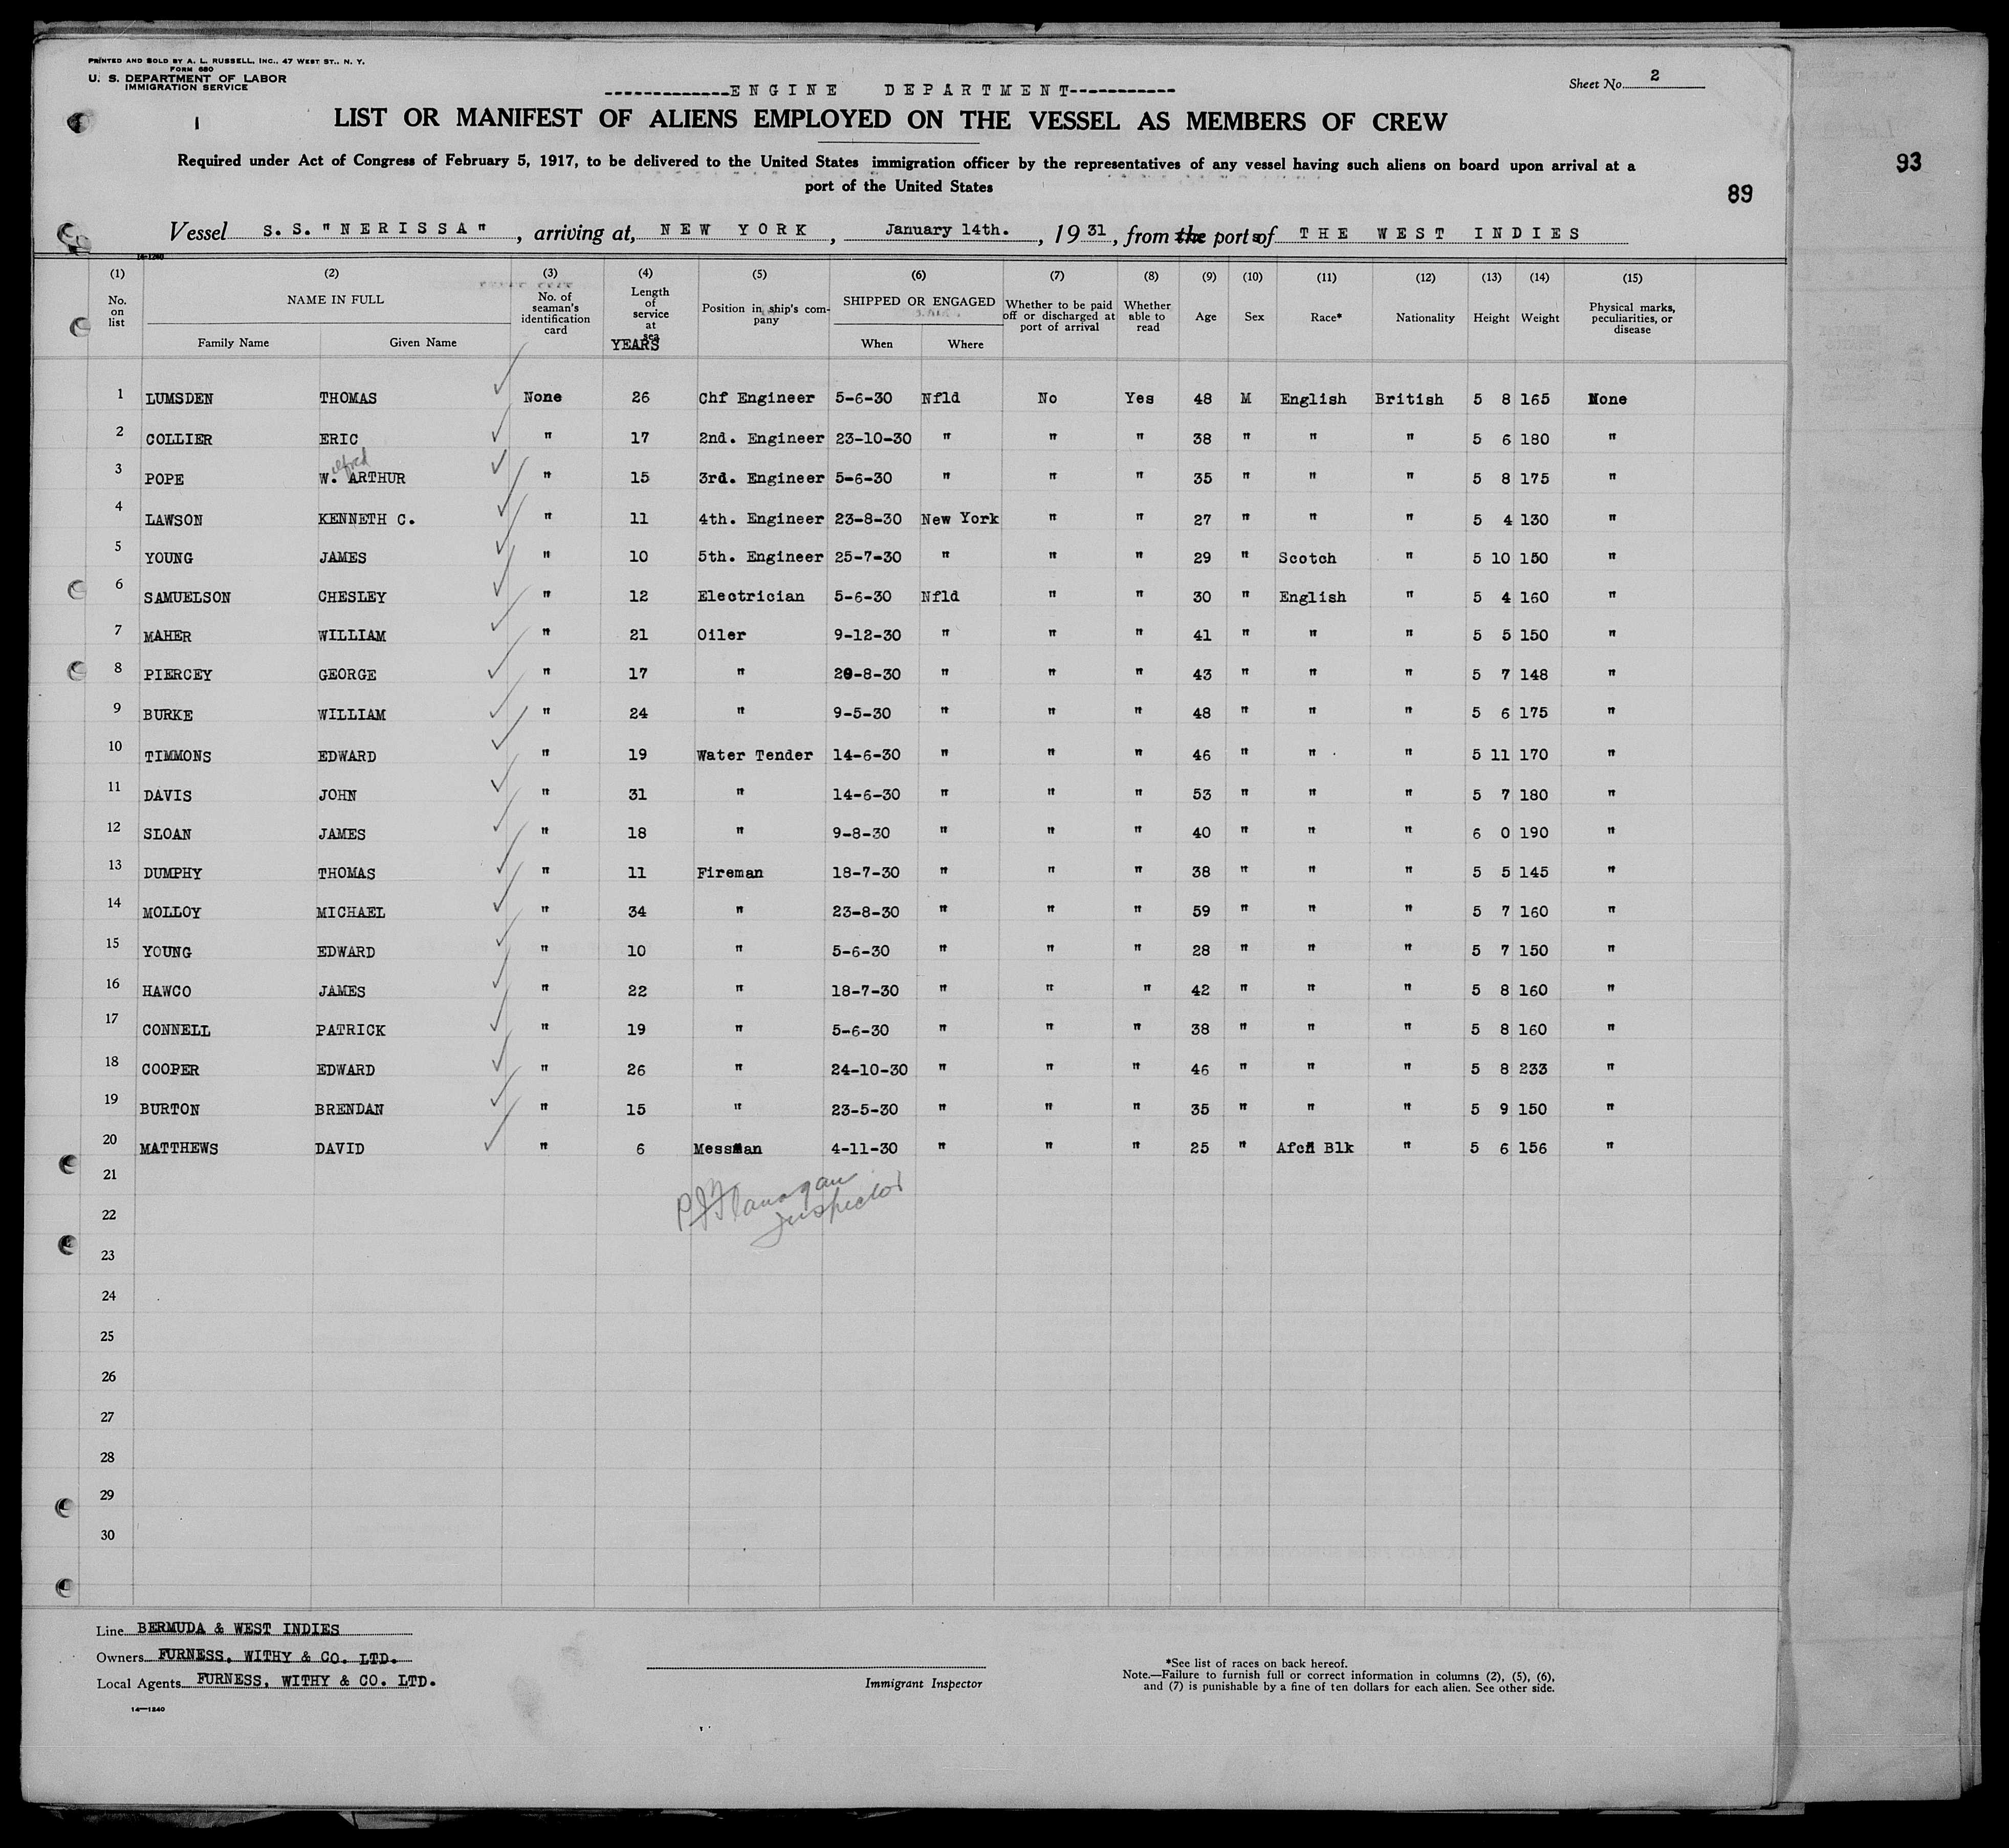 PRINTED AND SOLD BY A. L. RUSSELL, INC., 47 WEST ST., N. Y.
FORM 680
U. S. DEPARTMENT OF LABOR
IMMIGRATION SERVICE
-------------ENGINE DEPARTMENT-----------
Sheet No. 2
LIST OR MANIFEST OF ALIENS EMPLOYED ON THE VESSEL AS MEMBERS OF CREW
Required under Act of Congress of February 5, 1917, to be delivered to the United States immigration officer by the representatives of any vessel having such aliens on board upon arrival at a
port of the United States
89
93
Vessel S. S. "NERISSA", arriving at, NEW YORK, January 14th., 1931, from the ports of THE WEST INDIES
14-1240
(1) (2) (3) (4) (5) (6) (7) (8) (9) (10) (11) (12) (13) (14) (15)
No. on list NAME IN FULL Family Name Given Name No. of seaman's identification card Length of service at sea YEARS Position in ship's company SHIPPED OR ENGAGED When Where Whether to be paid off or discharged at port of arrival Whether able to read Age Sex Race* Nationality Height Weight Physical marks, peculiarities, or disease
1 LUMSDEN THOMAS None 26 Chf Engineer 5-6-30 Nfld No Yes 48 M English British 5 8 165 None
2 COLLIER ERIC " 17 2nd. Engineer 23-10-30 " " " 38 " " " 5 6 180 "
ilfred
3 POPE W. ARTHUR " 15 3rd. Engineer 5-6-30 " " " 35 " " " 5 8 175 "
4 LAWSON KENNETH C. " 11 4th. Engineer 23-8-30 New York " " 27 " " " 5 4 130 "
5 YOUNG JAMES " 10 5th. Engineer 25-7-30 " " " 29 " Scotch " 5 10 150 "
6 SAMUELSON CHESLEY " 12 Electrician 5-6-30 Nfld " " 30 " English " 5 4 160 "
7 MAHER WILLIAM " 21 Oiler 9-12-30 " " " 41 " " " 5 5 150 "
8 PIERCEY GEORGE " 17 " 20-8-30 " " " 43 " " " 5 7 148 "
9 BURKE WILLIAM " 24 " 9-5-30 " " " 48 " " " 5 6 175 "
10 TIMMONS EDWARD " 19 Water Tender 14-6-30 " " " 46 " " " 5 11 170 "
11 DAVIS JOHN " 31 " 14-6-30 " " " 53 " " " 5 7 180 "
12 SLOAN JAMES " 18 " 9-8-30 " " " 40 " " " 6 0 190 "
13 DUMPHY THOMAS " 11 Fireman 18-7-30 " " " 38 " " " 5 5 145 "
14 MOLLOY MICHAEL " 34 " 23-8-30 " " " 59 " " " 5 7 160 "
15 YOUNG EDWARD " 10 " 5-6-30 " " " 28 " " " 5 7 150 "
16 HAWCO JAMES " 22 " 18-7-30 " " " 42 " " " 5 8 160 "
17 CONNELL PATRICK " 19 " 5-6-30 " " " 38 " " " 5 8 160 "
18 COOPER EDWARD " 26 " 24-10-30 " " " 46 " " " 5 8 233 "
19 BURTON BRENDAN " 15 " 23-5-30 " " " 35 " " " 5 9 150 "
20 MATTHEWS DAVID " 6 Messman 4-11-30 " " " 25 " Afcn Blk " 5 6 156 "
21
P J Flanagan
22
Inspector
23
24
25
26
27
28
29
30
Line BERMUDA & WEST INDIES
Owners FURNESS, WITHY & CO. LTD.
Local Agents FURNESS, WITHY & CO. LTD.
14-1240
Immigrant Inspector
*See list of races on back hereof.
Note.—Failure to furnish full or correct information in columns (2), (5), (6),
and (7) is punishable by a fine of ten dollars for each alien. See other side.